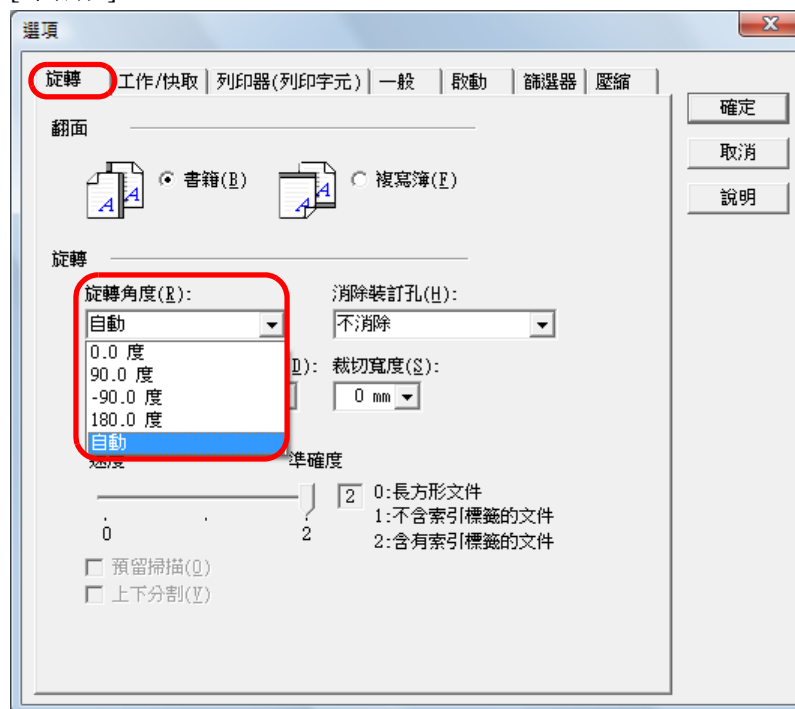 選項
旋轉 工作/快取 列印器(列印字元) 一般 啟動 篩選器 壓縮
確定
取消
說明
翻面
書籍(B) 複寫簿(F)
旋轉
旋轉角度(R): 消除裝訂孔(H):
自動 不消除
0.0 度
90.0 度
-90.0 度
180.0 度
自動
D): 裁切寬度(S):
0 mm
速度 準確度
2
0:長方形文件
1:不含索引標籤的文件
2:含有索引標籤的文件
0 2
預留掃描(O)
上下分割(V)